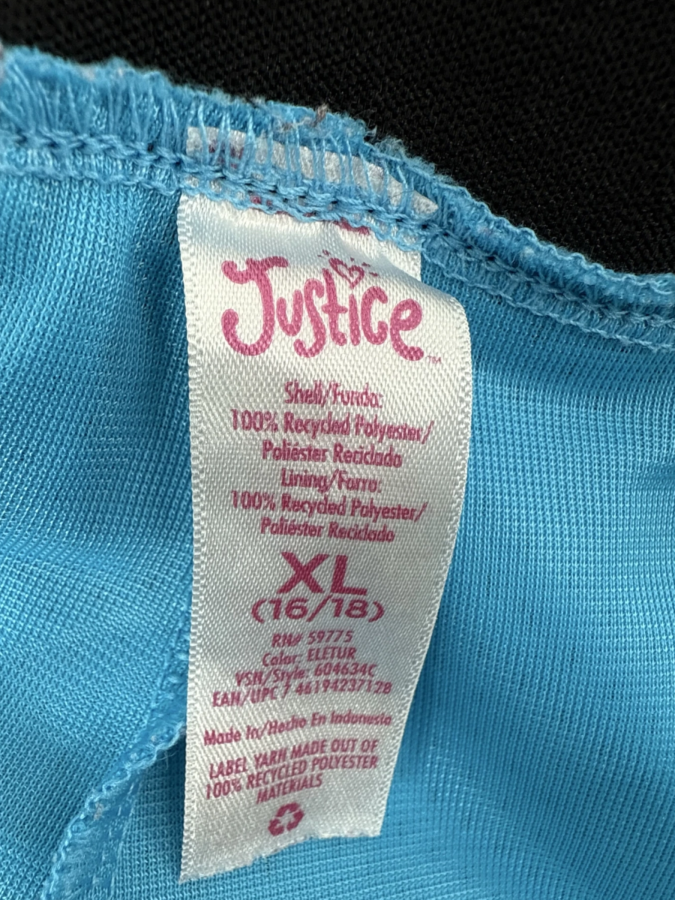 Justice™
Shell/Funda:
100% Recycled Polyester/
Poliéster Reciclado
Lining/Forro:
100% Recycled Polyester/
Poliéster Reciclado
XL
(16/18)
RN# 59775
Color: ELETUR
VSN/Style: 604634C
EAN/UPC 7 46194237128
Made In/Hecho En Indonesia
LABEL YARN MADE OUT OF
100% RECYCLED POLYESTER
MATERIALS